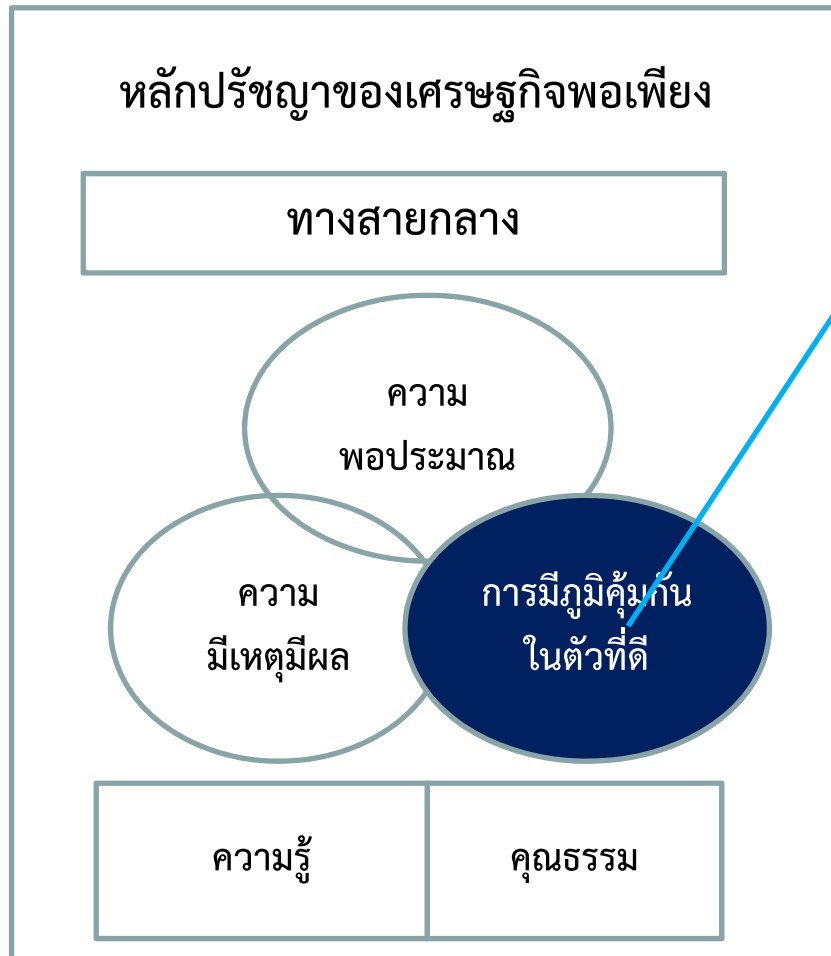 หลักปรัชญาของเศรษฐกิจพอเพียง
ทางสายกลาง
ความ
พอประมาณ
ความ
มีเหตุมีผล
การมีภูมิคุ้มกัน
ในตัวที่ดี
ความรู้
คุณธรรม